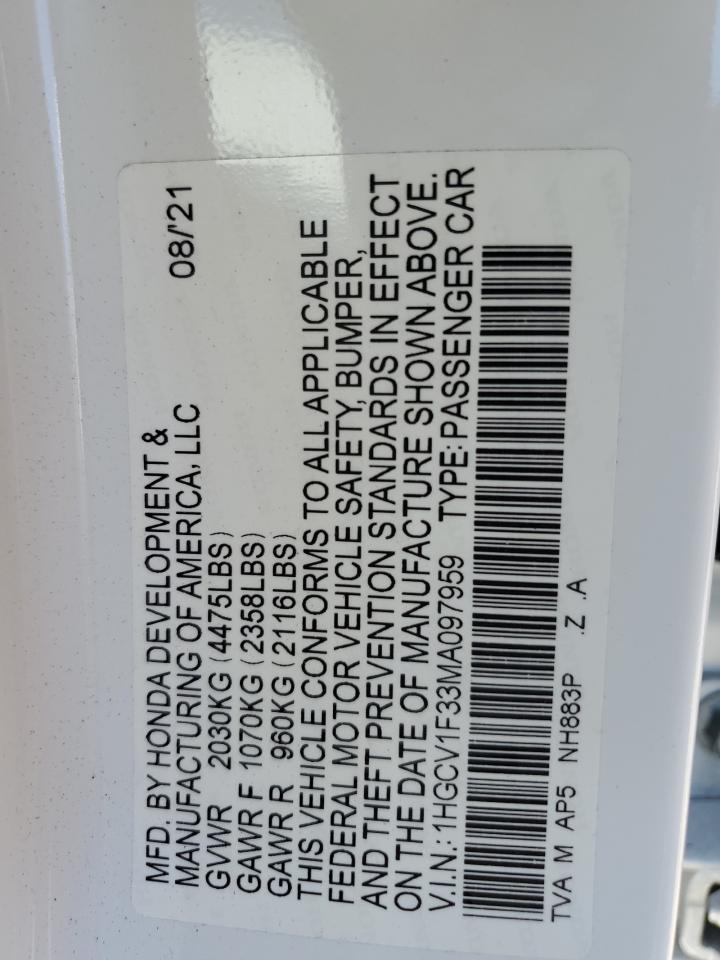 MFD. BY HONDA DEVELOPMENT & 08/'21
MANUFACTURING OF AMERICA, LLC
GVWR 2030KG (4475LBS)
GAWR F 1070KG (2358LBS)
GAWR R 960KG (2116LBS)
THIS VEHICLE CONFORMS TO ALL APPLICABLE
FEDERAL MOTOR VEHICLE SAFETY, BUMPER,
AND THEFT PREVENTION STANDARDS IN EFFECT
ON THE DATE OF MANUFACTURE SHOWN ABOVE.
V.I.N.: 1HGCV1F33MA097959 TYPE: PASSENGER CAR
TVA M AP5 NH883P .Z .A